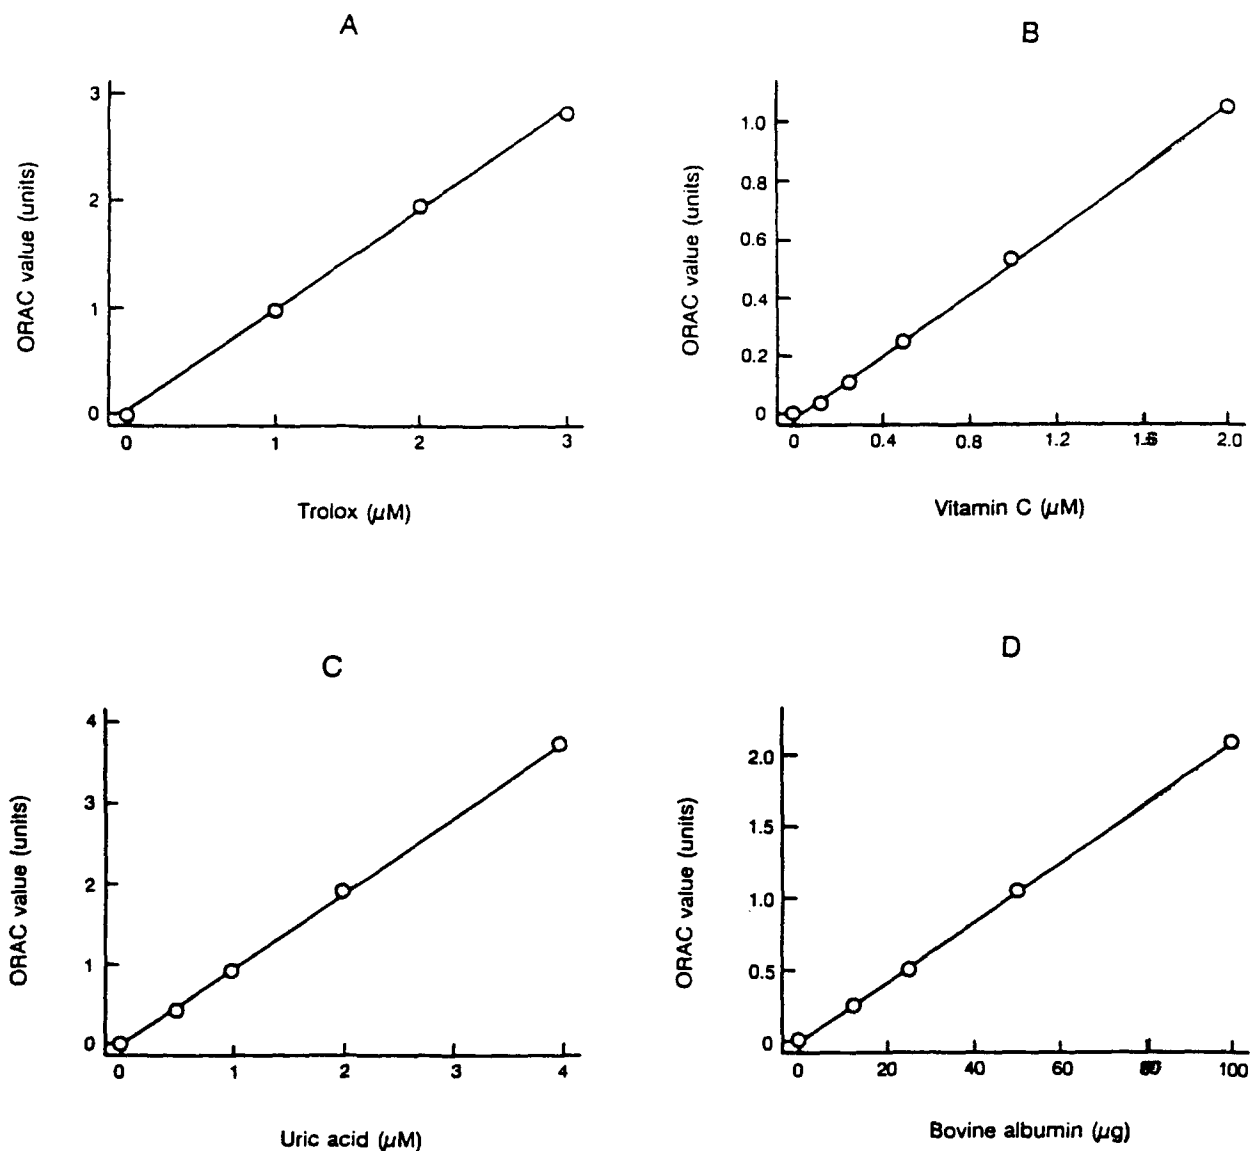 A
B
3
2
1
0
ORAC value (units)
0 1 2 3
Trolox (µM)
1.0
0.8
0.6
0.4
0.2
0
ORAC value (units)
0 0.4 0.8 1.2 1.6 2.0
Vitamin C (µM)
C
D
4
3
2
1
0
ORAC value (units)
0 1 2 3 4
Uric acid (µM)
2.0
1.5
1.0
0.5
0
ORAC value (units)
0 20 40 60 80 100
Bovine albumin (µg)